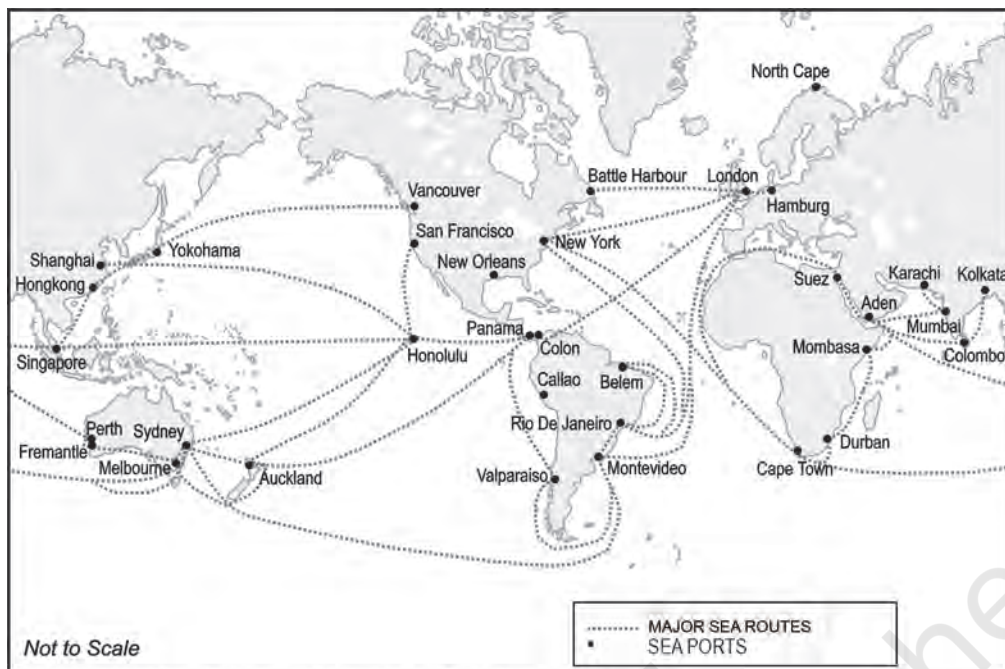 North Cape
Battle Harbour
London
Hamburg
Vancouver
San Francisco
New York
Yokohama
Shanghai
New Orleans
Hongkong
Suez
Karachi
Kolkata
Aden
Mumbai
Panama
Colon
Singapore
Honolulu
Mombasa
Colombo
Callao
Belem
Perth
Sydney
Rio De Janeiro
Durban
Fremantle
Melbourne
Auckland
Valparaiso
Montevideo
Cape Town
MAJOR SEA ROUTES
SEA PORTS
Not to Scale
he